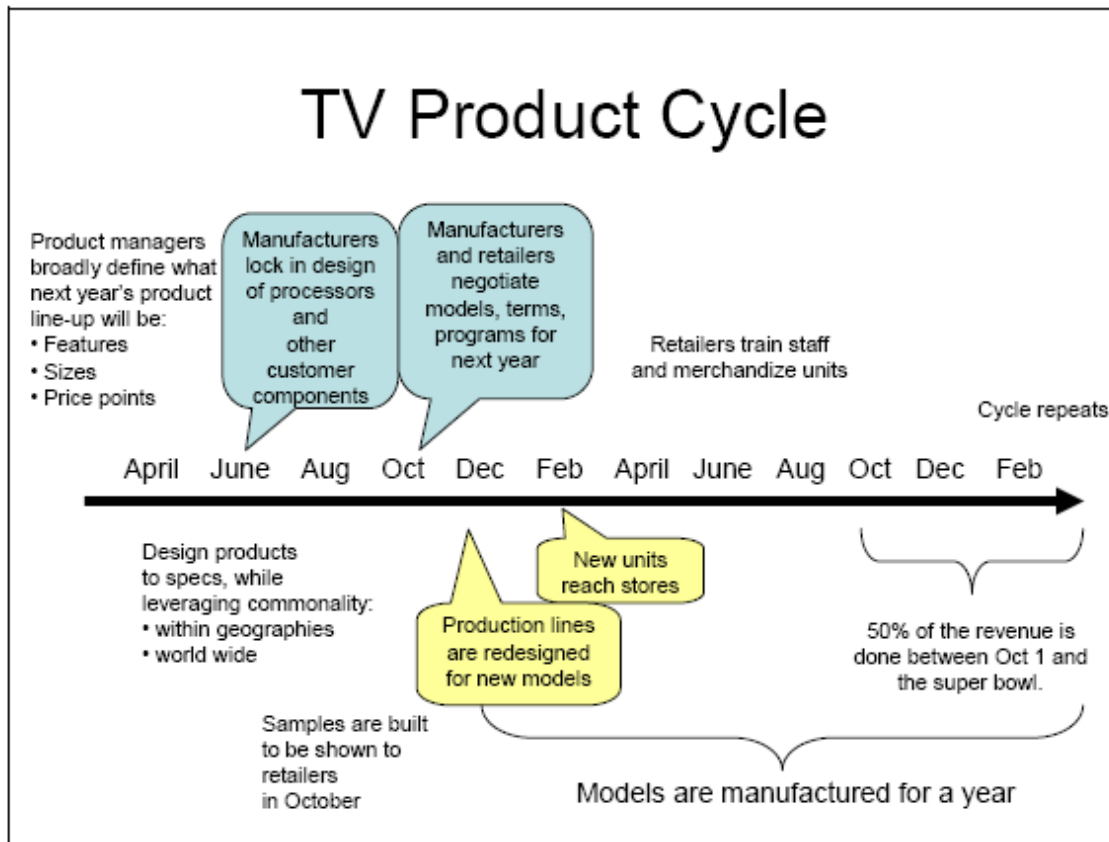 TV Product Cycle
Product managers
broadly define what
next year's product
line-up will be:
• Features
• Sizes
• Price points
Manufacturers
lock in design
of processors
and
other
customer
components
Manufacturers
and retailers
negotiate
models, terms,
programs for
next year
Retailers train staff
and merchandize units
Cycle repeats
April June Aug Oct Dec Feb April June Aug Oct Dec Feb
Design products
to specs, while
leveraging commonality:
• within geographies
• world wide
New units
reach stores
Production lines
are redesigned
for new models
50% of the revenue is
done between Oct 1 and
the super bowl.
Samples are built
to be shown to
retailers
in October
Models are manufactured for a year